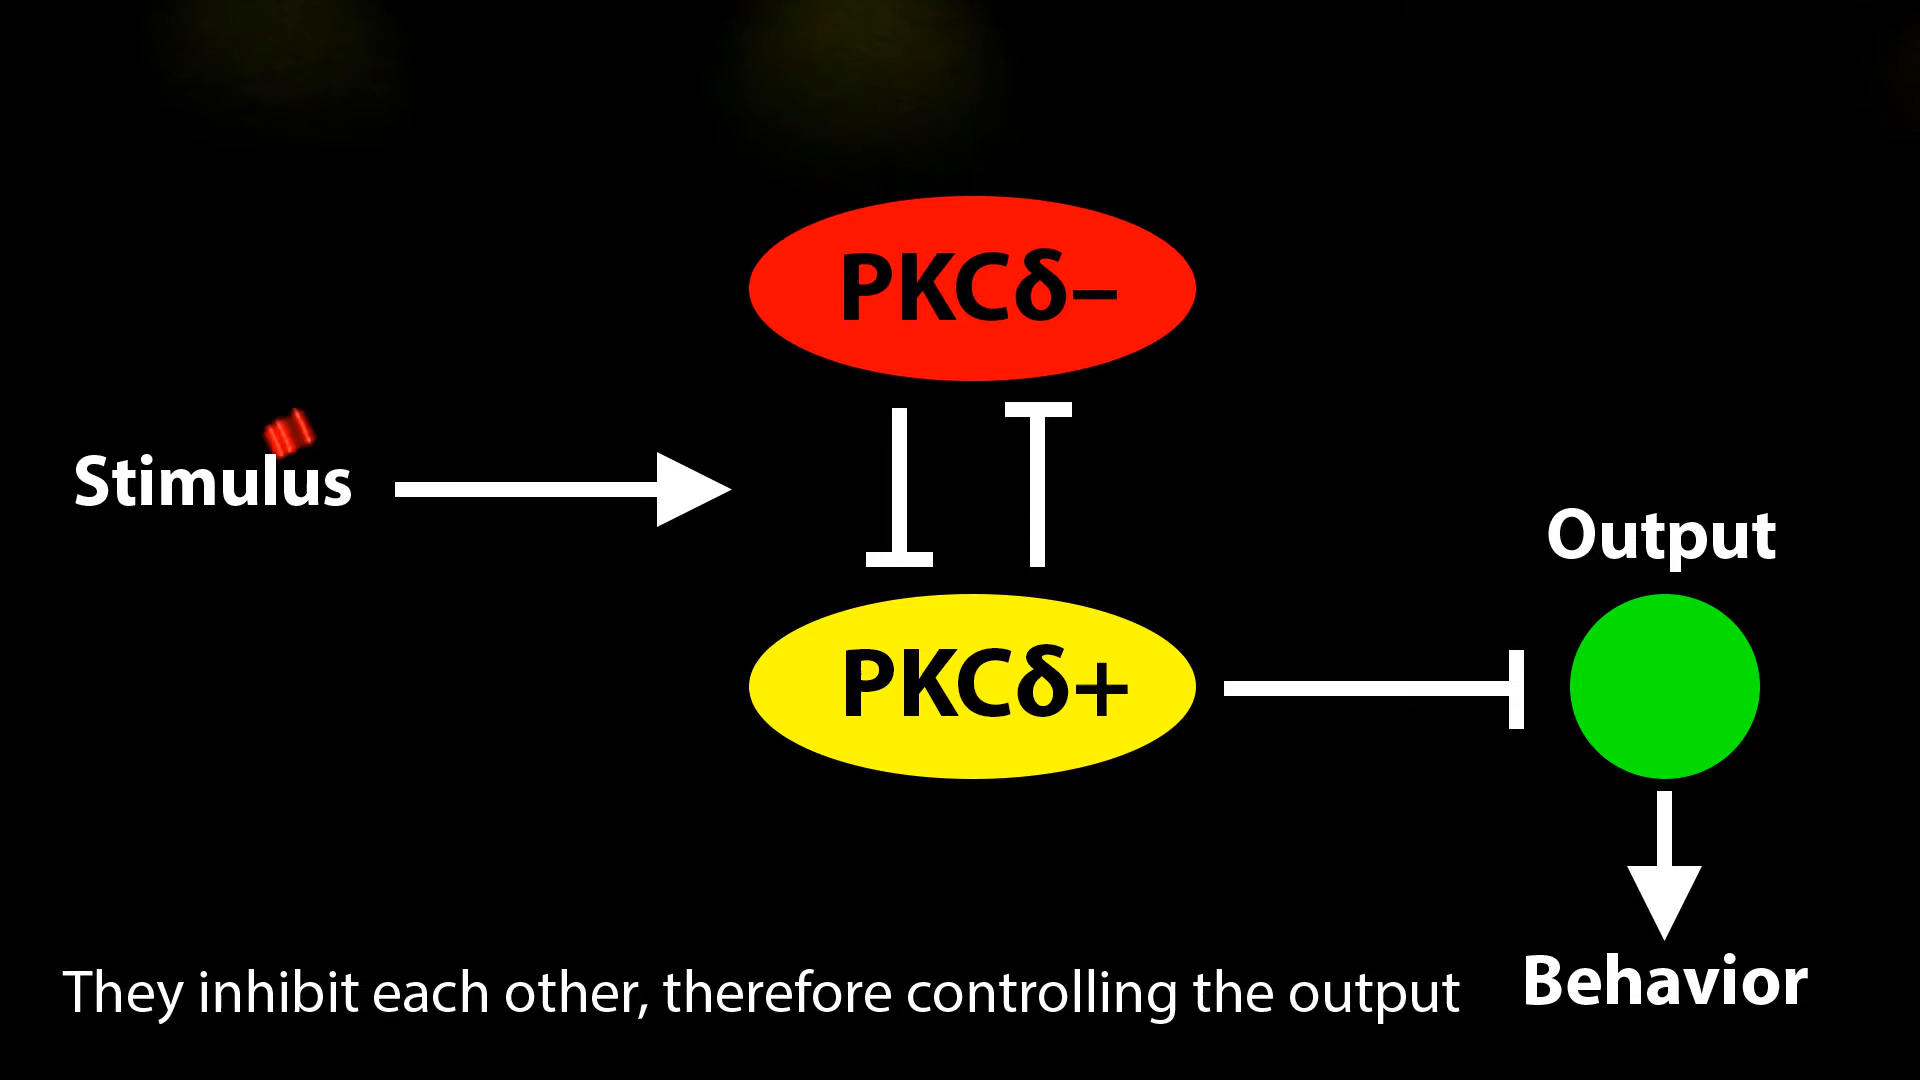 PKCδ–
Stimulus
Output
PKCδ+
Behavior
They inhibit each other, therefore controlling the output